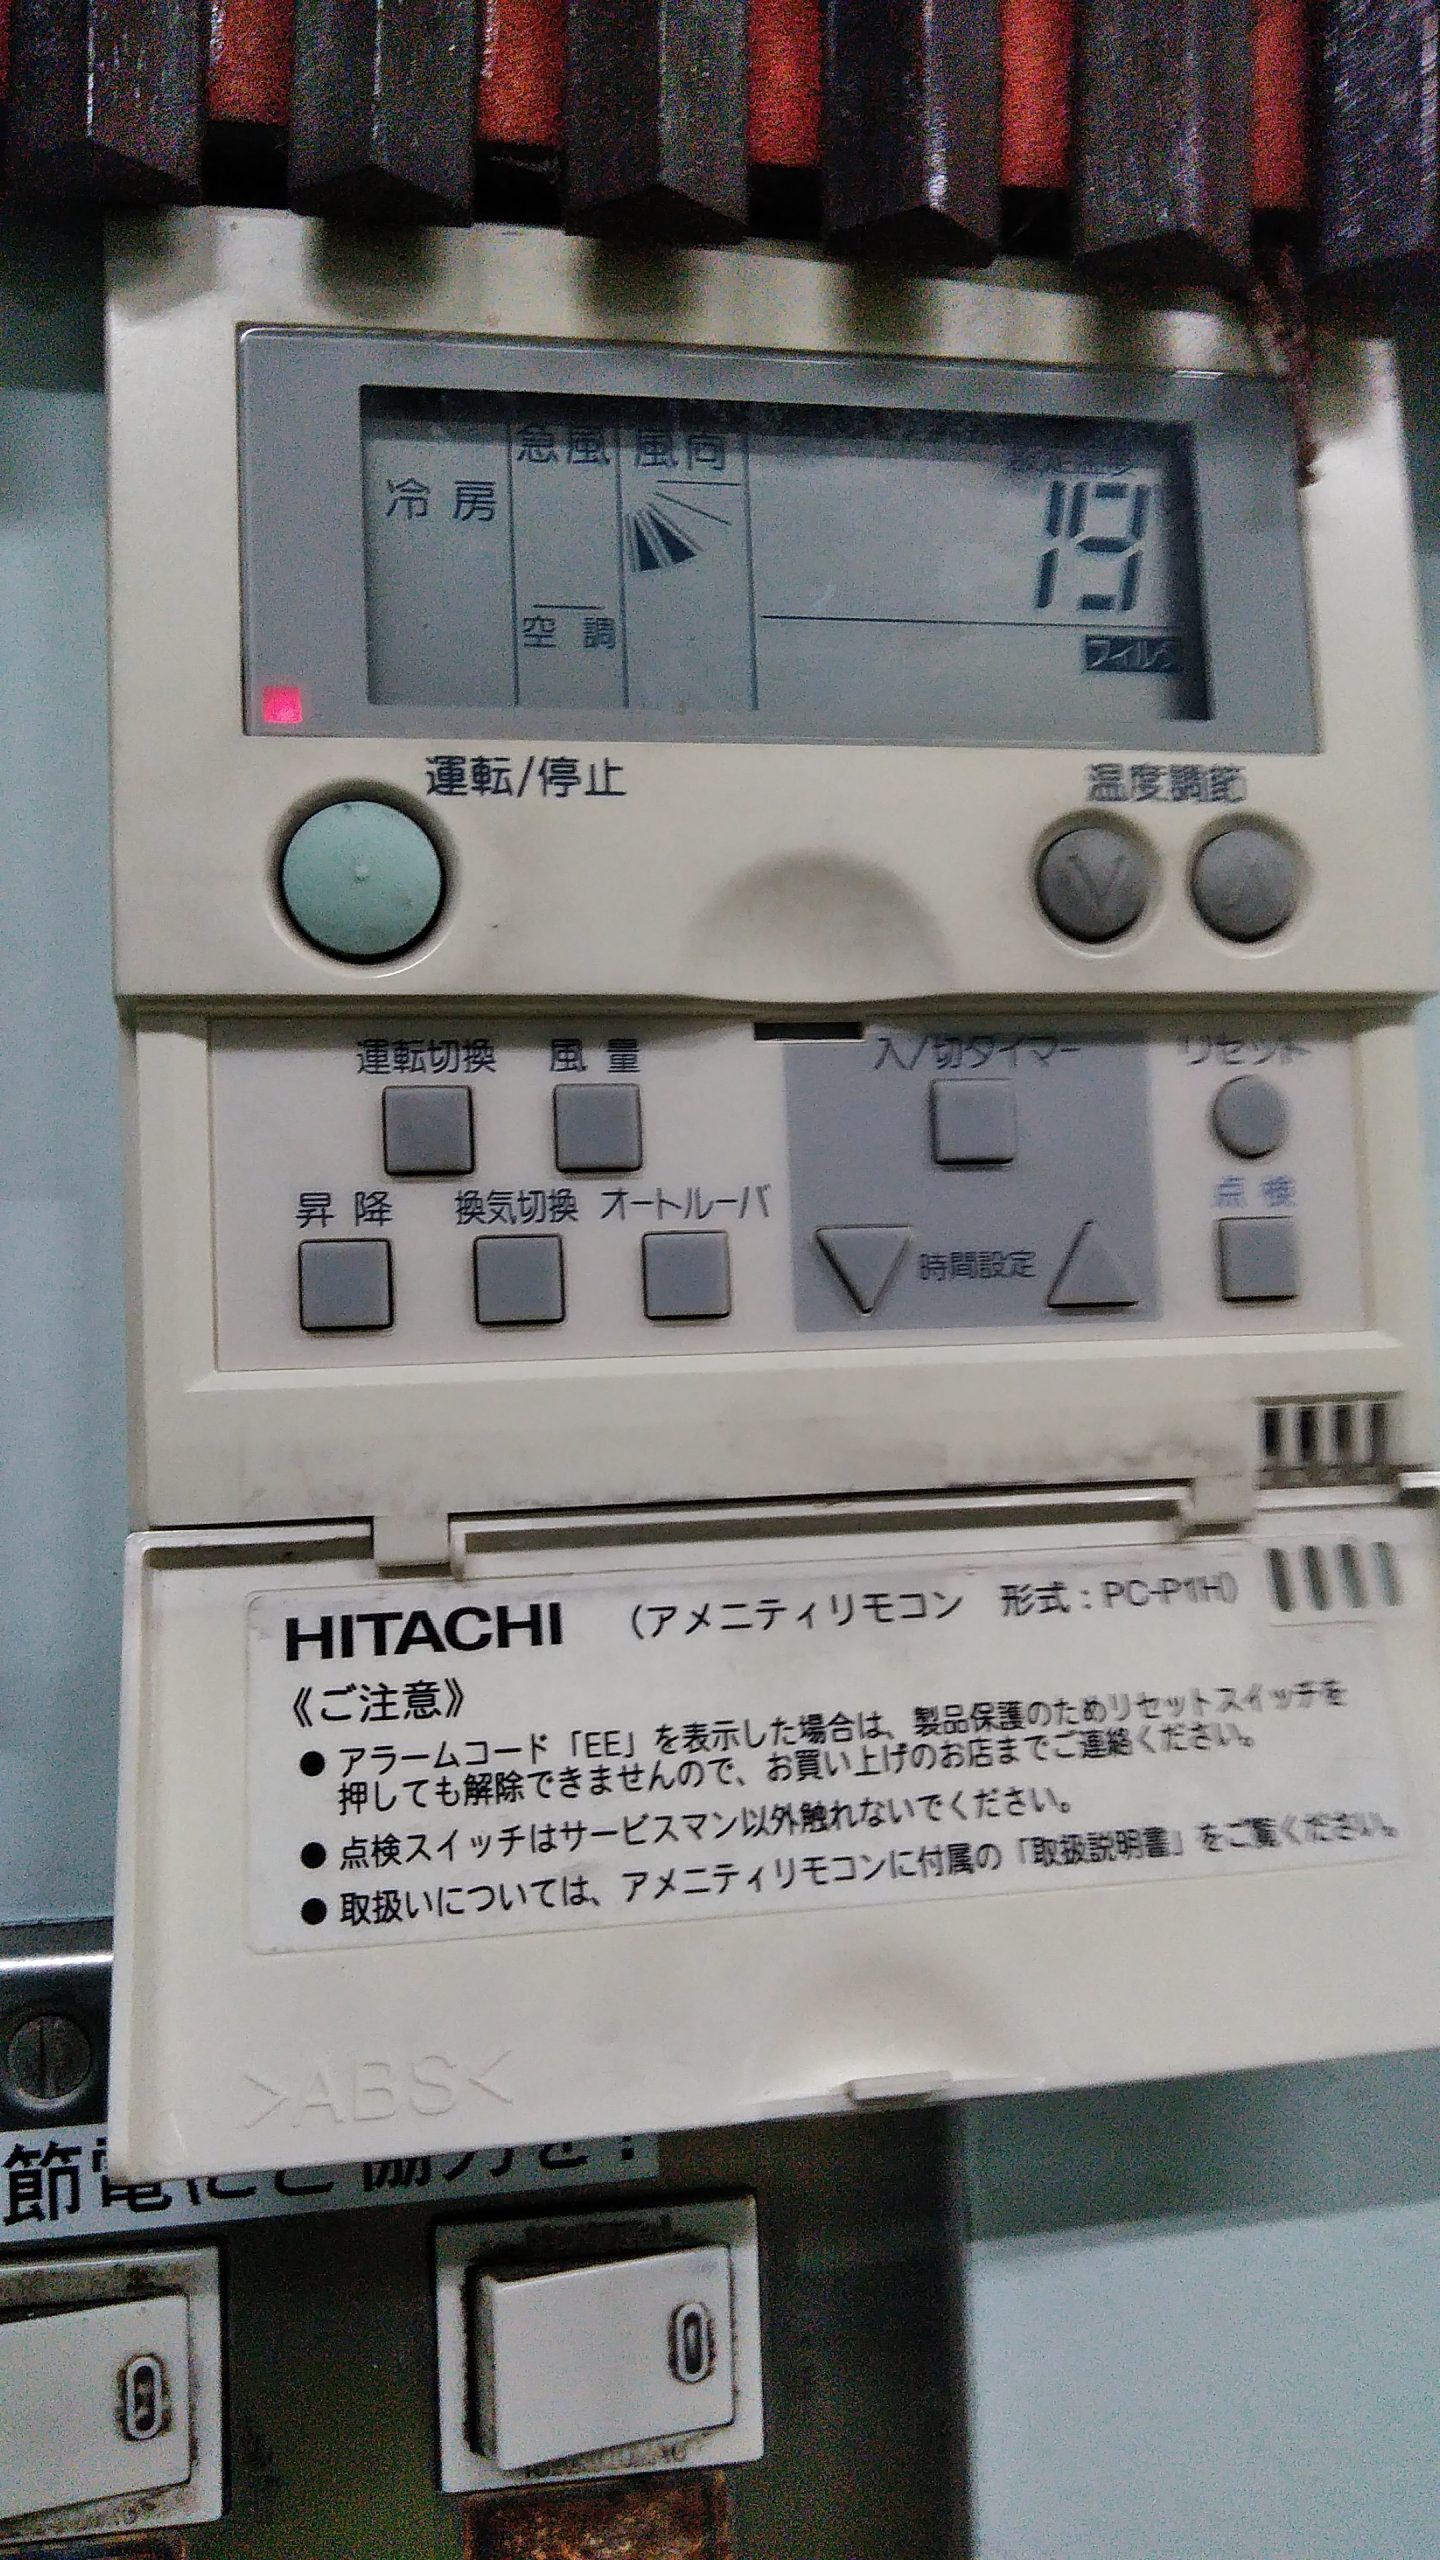 急風 風向
設定温度
冷房
19
空調
フィルタ
運転/停止
温度調節
運転切換 風量 入/切タイマー リセット
昇降 換気切換 オートルーバ 点検
時間設定
HITACHI (アメニティリモコン 形式:PC-P1H)
《ご注意》
●アラームコード「EE」を表示した場合は、製品保護のためリセットスイッチを
押しても解除できませんので、お買い上げのお店までご連絡ください。
●点検スイッチはサービスマン以外触れないでください。
●取扱いについては、アメニティリモコンに付属の「取扱説明書」をご覧ください。
>ABS<
節電にご協力を!